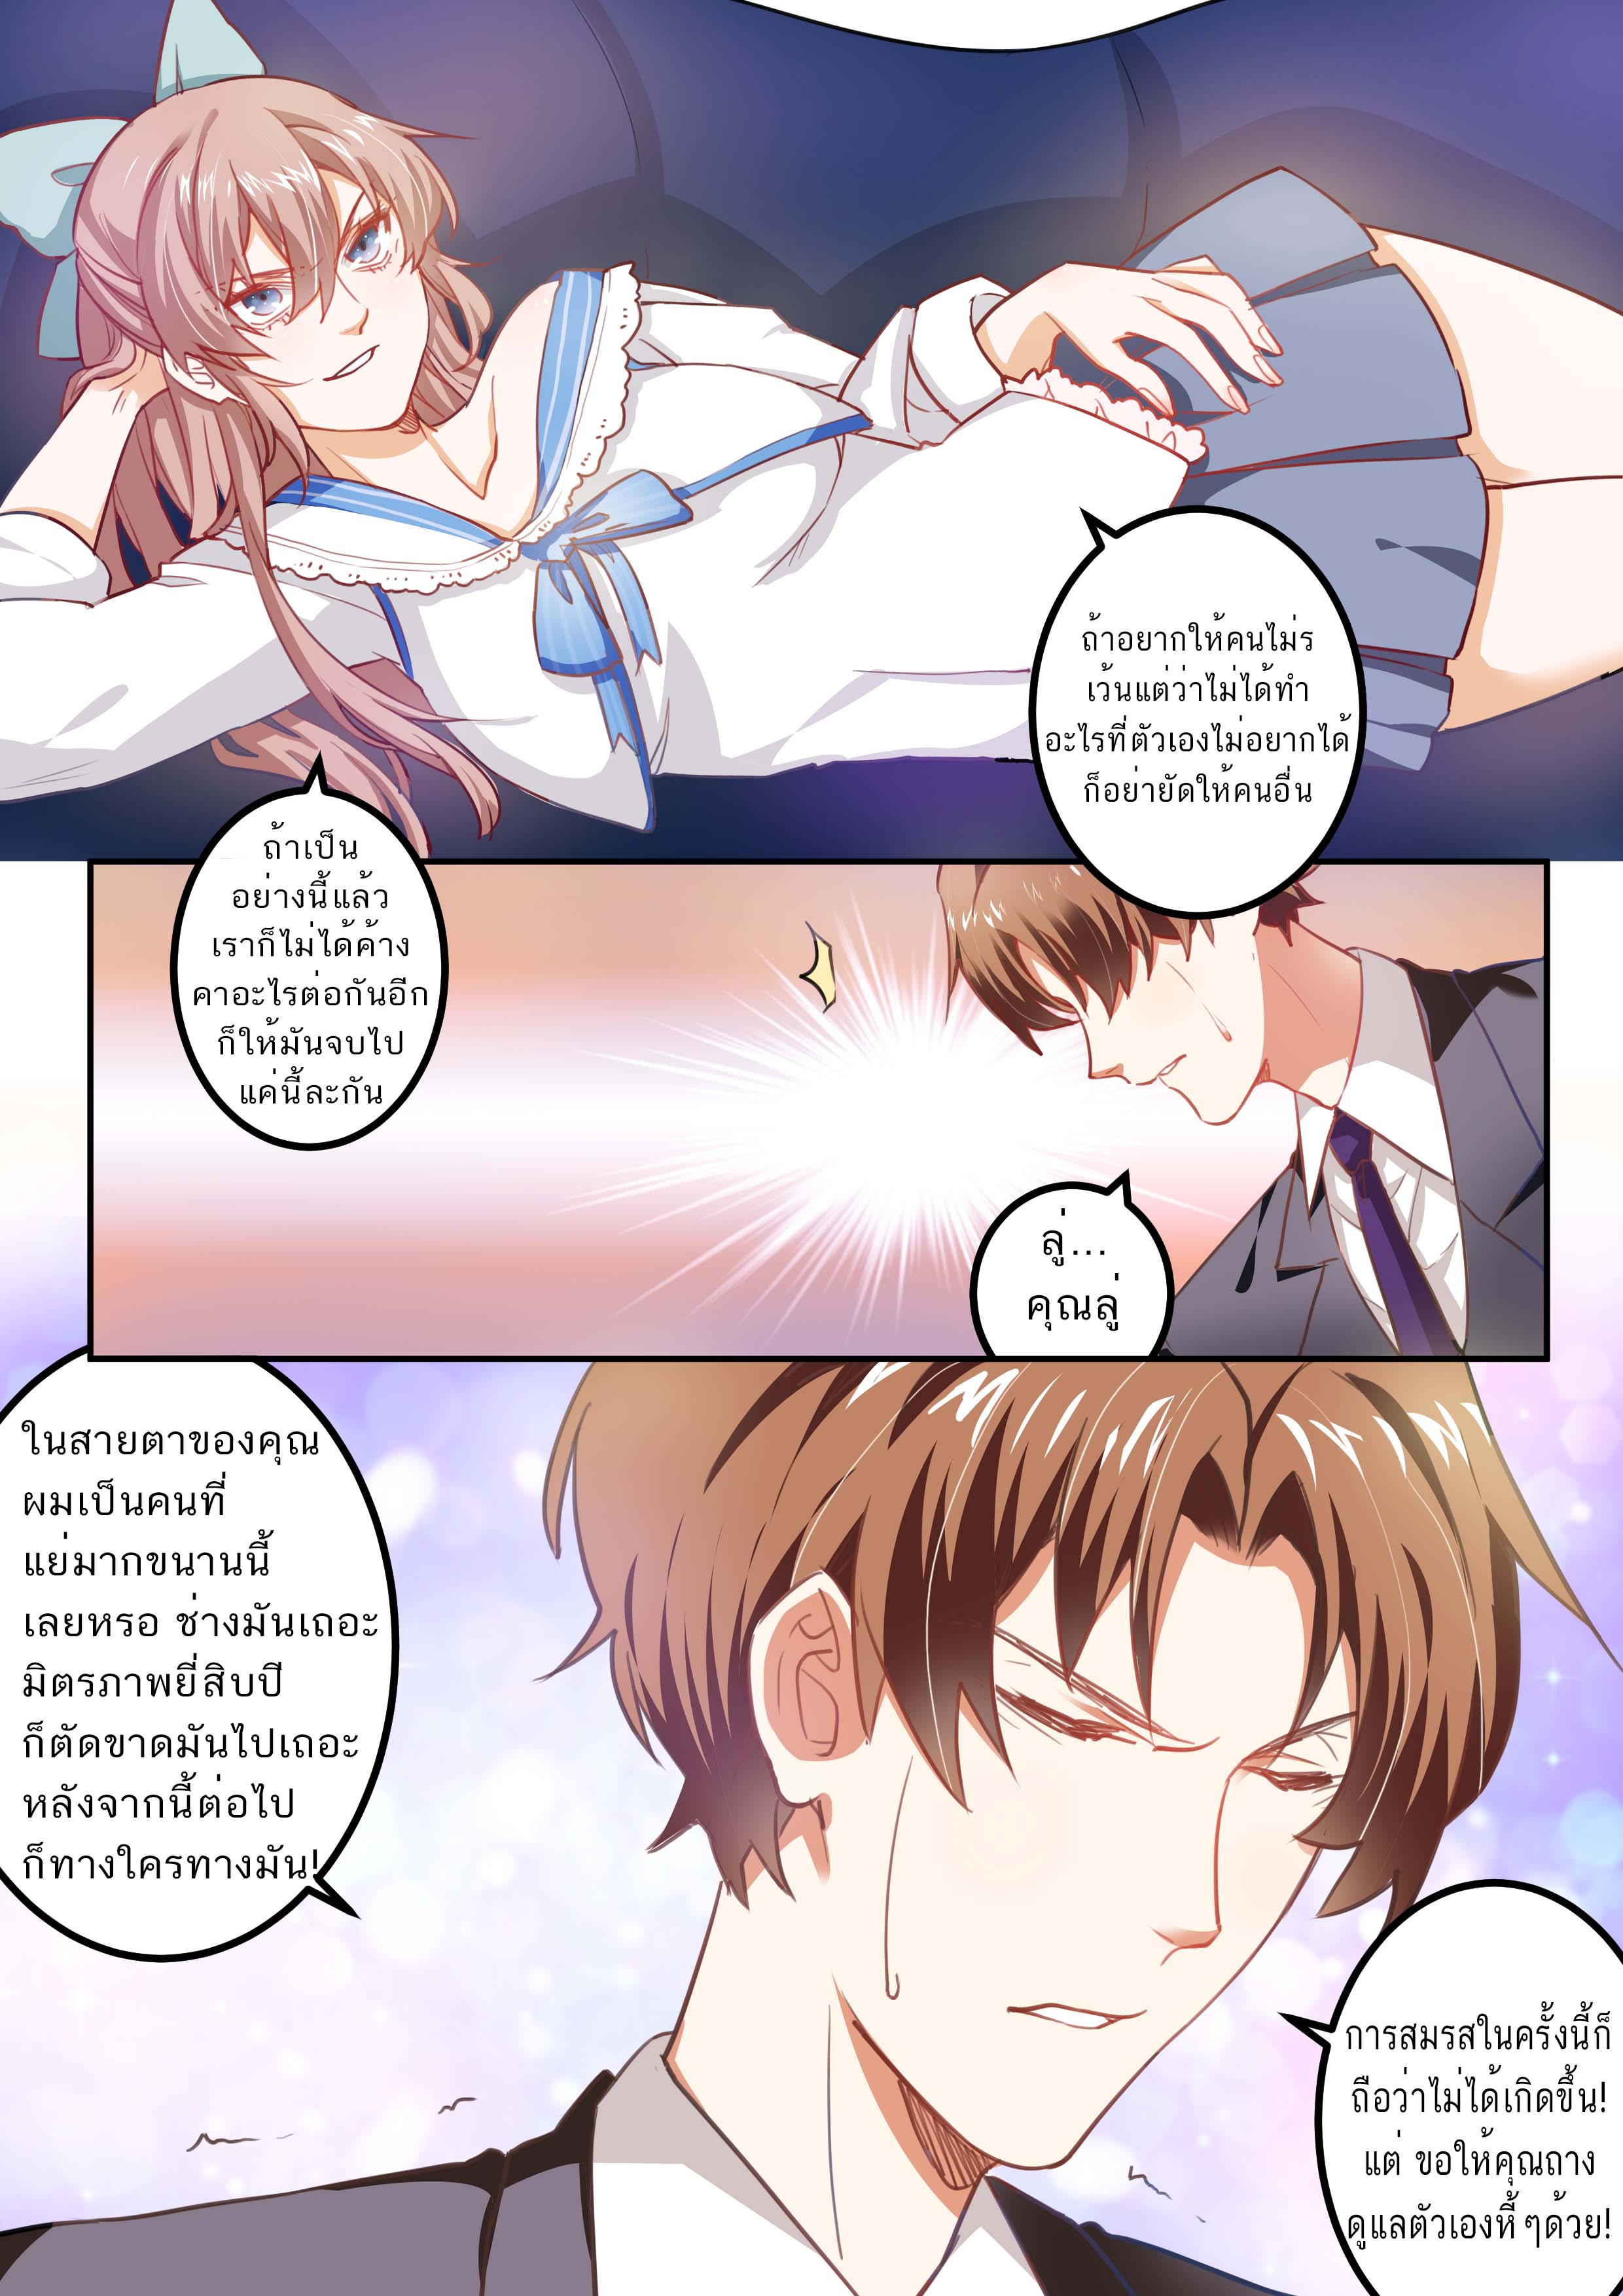 ถ้าอยากให้คนไม่ร
เว้นแต่ว่าไม่ได้ทำ
อะไรที่ตัวเองไม่อยากได้
ก็อย่ายัดให้คนอื่น
ถ้าเป็น
อย่างนี้แล้ว
เราก็ไม่ได้ค้าง
คาอะไรต่อกันอีก
ก็ให้มันจบไป
แค่นี้ละกัน
ลู่...
คุณลู่
ในสายตาของคุณ
ผมเป็นคนที่
แย่มากขนานนี้
เลยหรอ ช่างมันเถอะ
มิตรภาพยี่สิบปี
ก็ตัดขาดมันไปเถอะ
หลังจากนี้ต่อไป
ก็ทางใครทางมัน!
การสมรสในครั้งนี้ก็
ถือว่าไม่ได้เกิดขึ้น!
แต่ ขอให้คุณถาง
ดูแลตัวเองหี้ๆด้วย!